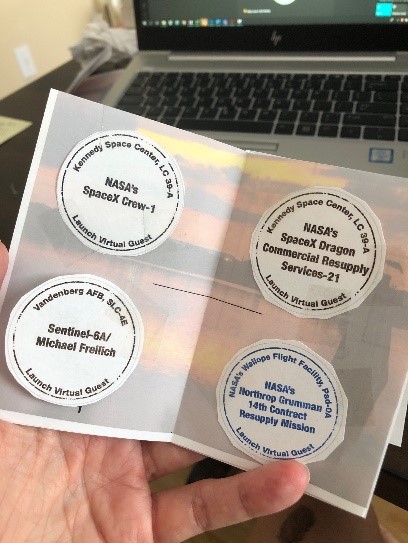 Kennedy Space Center, LC 39-A
NASA's
SpaceX Crew-1
Launch Virtual Guest
Vandenberg AFB, SLC-4E
Sentinel-6A/
Michael Freilich
Launch Virtual Guest
Kennedy Space Center, LC 39-A
NASA's
SpaceX Dragon
Commercial Resupply
Services-21
Launch Virtual Guest
NASA's Wallops Flight Facility, Pad-0A
NASA's
Northrop Grumman
14th Contract
Resupply Mission
Launch Virtual Guest
hp